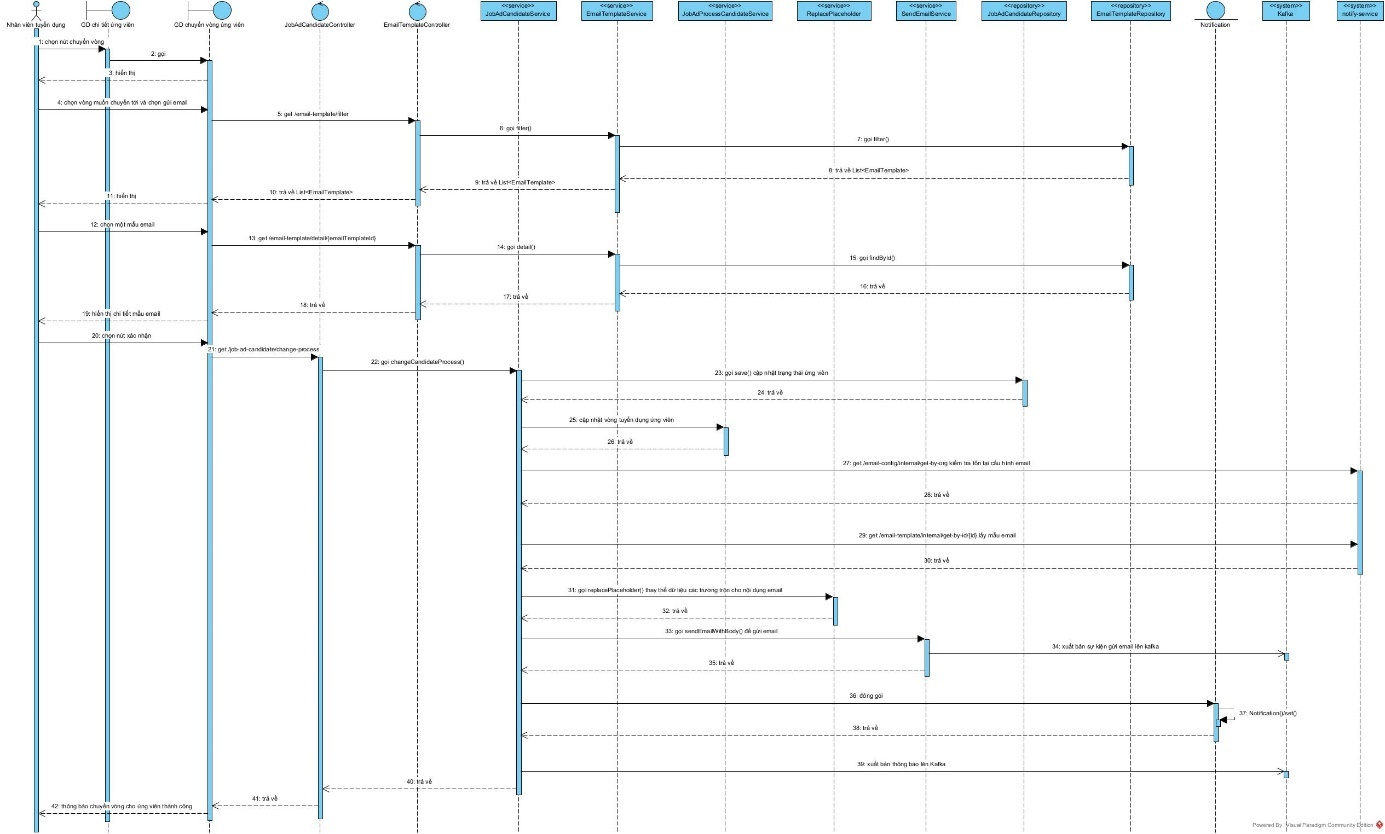 <<service>>
<<service>>
<<service>>
<<service>>
<<service>>
<<repository>>
<<repository>>
<<system>>
<<system>>
Nhân viên tuyển dụng
GD chi tiết ứng viên
GD chuyển vòng ứng viên
JobAdCandidateController
EmailTemplateController
JobAdCandidateService
EmailTemplateService
JobAdProcessCandidateService
ReplacePlaceholder
SendEmailService
JobAdCandidateRepository
EmailTemplateRepository
Notification
Kafka
notify-service
1: chọn nút chuyển vòng
2: gọi
3: hiển thị
4: chọn vòng muốn chuyển tới và chọn gửi email
5: get /email-template/filter
6: gọi filter()
7: gọi filter()
8: trả về List<EmailTemplate>
9: trả về List<EmailTemplate>
10: trả về List<EmailTemplate>
11: hiển thị
12: chọn một mẫu email
13: get /email-template/detail/{emailTemplateId}
14: gọi detail()
15: gọi findById()
16: trả về
17: trả về
18: trả về
19: hiển thị chi tiết mẫu email
20: chọn nút xác nhận
21: get /job-ad-candidate/change-process
22: gọi changeCandidateProcess()
23: gọi save() cập nhật trạng thái ứng viên
24: trả về
25: cập nhật vòng tuyển dụng ứng viên
26: trả về
27: get /email-config/internal/get-by-org kiểm tra tồn tại cấu hình email
28: trả về
29: get /email-template/internal/get-by-id/{id} lấy mẫu email
30: trả về
31: gọi replacePlaceholder() thay thế dữ liệu các trường trộn cho nội dung email
32: trả về
33: gọi sendEmailWithBody() để gửi email
34: xuất bản sự kiện gửi email lên kafka
35: trả về
36: đóng gói
37: Notification()/set()
38: trả về
39: xuất bản thông báo lên Kafka
40: trả về
41: trả về
42: thông báo chuyển vòng cho ứng viên thành công
Powered By: Visual Paradigm Community Edition